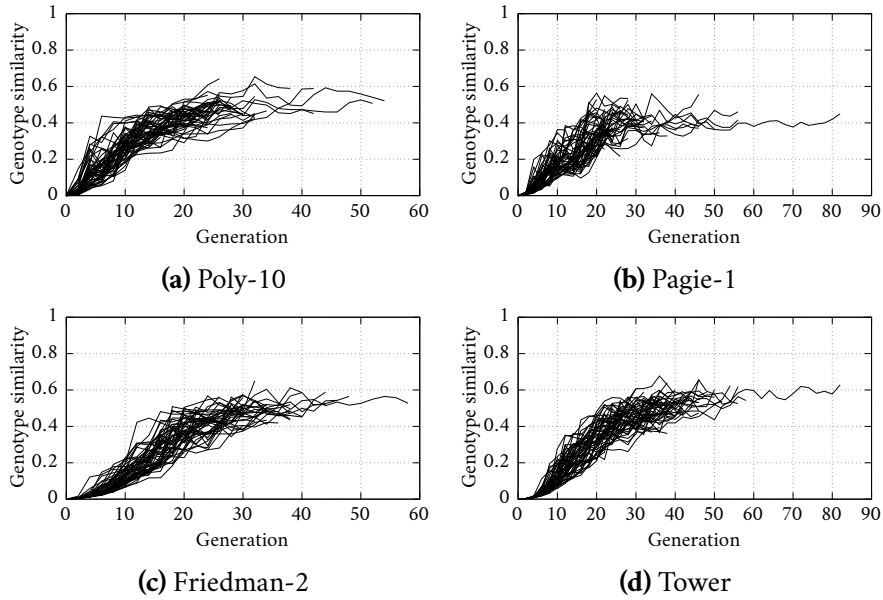 1
0.8
0.6
0.4
0.2
0
0 10 20 30 40 50 60
Genotype similarity
Generation
(a) Poly-10
1
0.8
0.6
0.4
0.2
0
0 10 20 30 40 50 60 70 80 90
Genotype similarity
Generation
(b) Pagie-1
1
0.8
0.6
0.4
0.2
0
0 10 20 30 40 50 60
Genotype similarity
Generation
(c) Friedman-2
1
0.8
0.6
0.4
0.2
0
0 10 20 30 40 50 60 70 80 90
Genotype similarity
Generation
(d) Tower